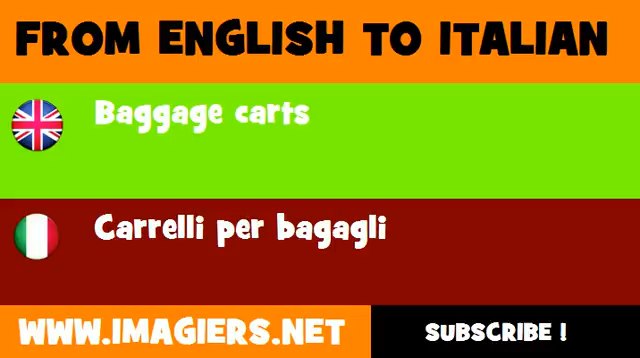 FROM ENGLISH TO ITALIAN
Baggage carts
Carrelli per bagagli
WWW.IMAGIERS.NET
SUBSCRIBE !